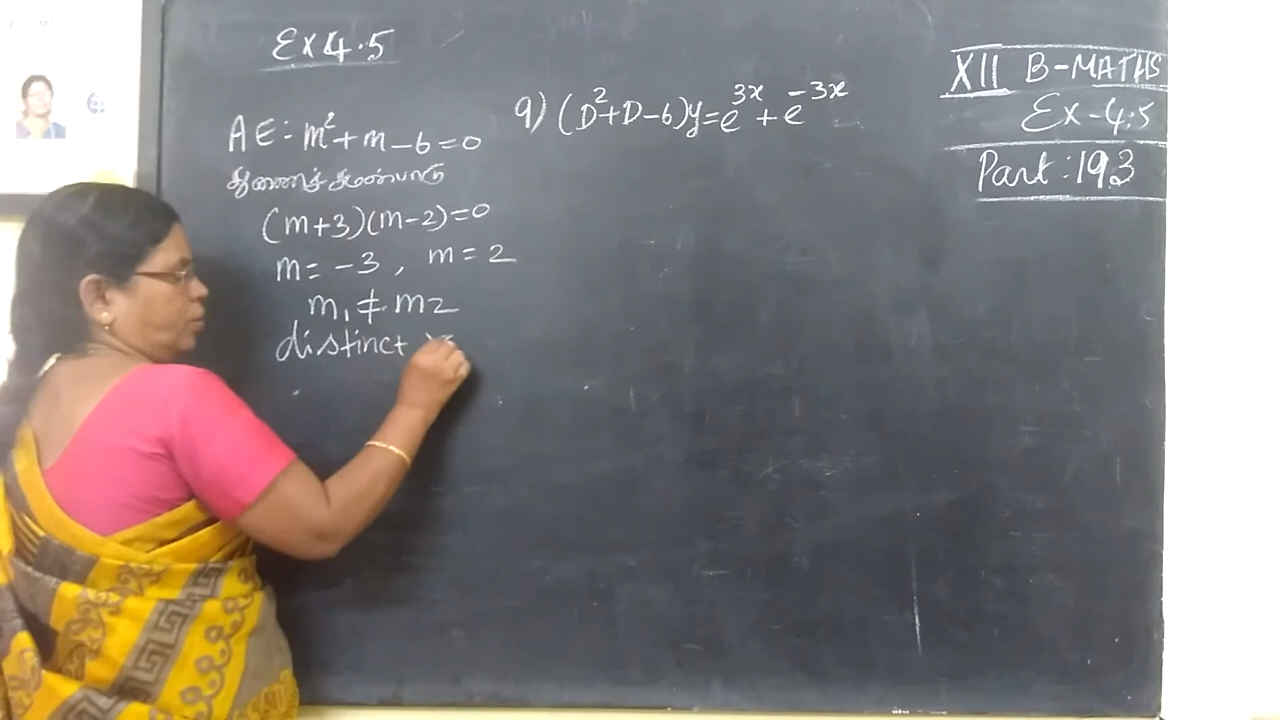 Ex 4.5
9) (D²+D-6)y=e^3x+e^-3x
XII B-MATHS
Ex-4.5
Part:193
AE: m²+m-6=0
துணைச் சமன்பாடு
(m+3)(m-2)=0
m= -3, m=2
m₁ ≠ m2
distinct